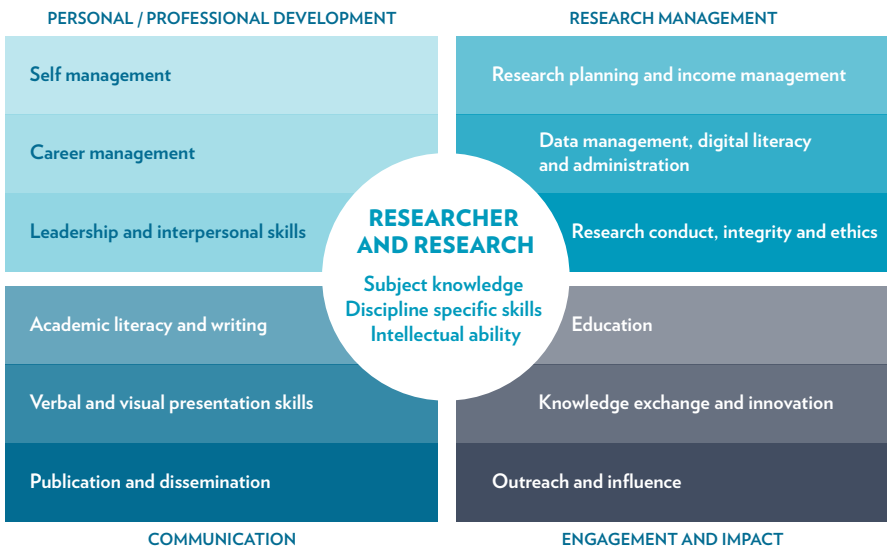 PERSONAL / PROFESSIONAL DEVELOPMENT
Self management
Career management
Leadership and interpersonal skills
RESEARCH MANAGEMENT
Research planning and income management
Data management, digital literacy
and administration
Research conduct, integrity and ethics
RESEARCHER
AND RESEARCH
Subject knowledge
Discipline specific skills
Intellectual ability
Academic literacy and writing
Verbal and visual presentation skills
Publication and dissemination
COMMUNICATION
Education
Knowledge exchange and innovation
Outreach and influence
ENGAGEMENT AND IMPACT